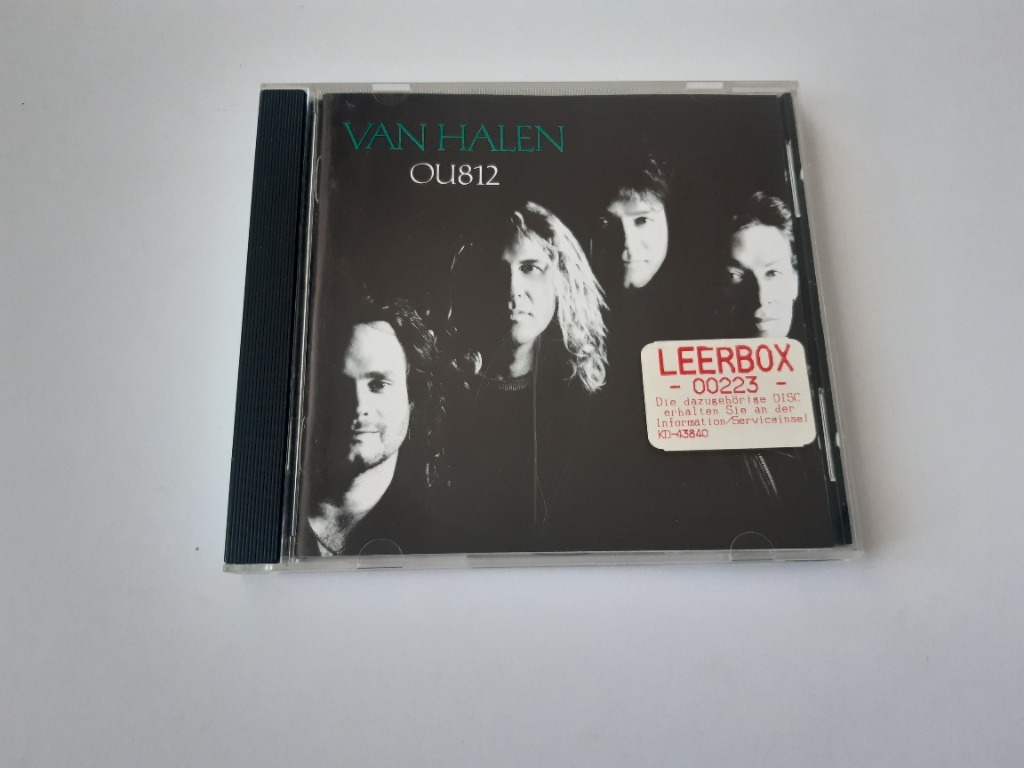 VAN HALEN
OU812
LEERBOX
- 00223 -
Die dazugehörige DISC
erhalten Sie an der
Information/Serviceinsel
KD-43840